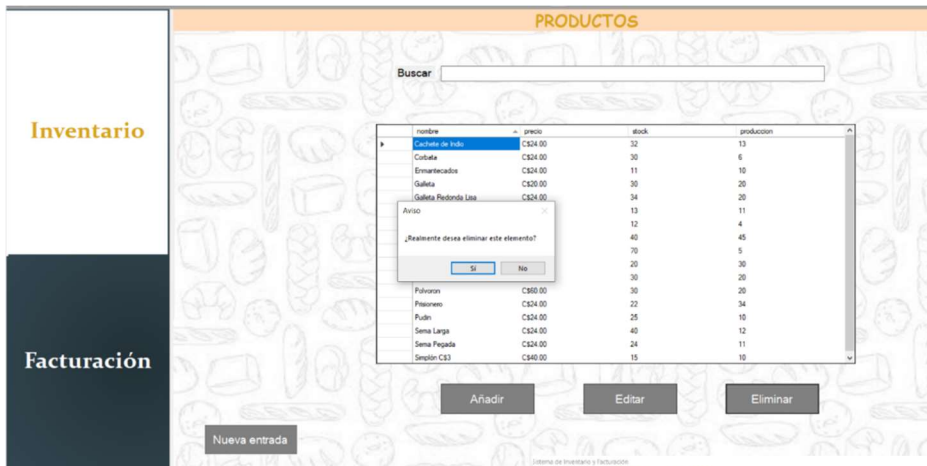 PRODUCTOS
Buscar
Inventario
nombre precio stock produccion
Cachete de Indio C$24.00 32 13
Corbata C$24.00 30 6
Enmantecados C$24.00 11 10
Galleta C$20.00 30 20
Galleta Redonda Lisa C$24.00 34 20
Aviso
13 11
12 4
¿Realmente desea eliminar este elemento?
40 45
70 5
Sí No
20 30
30 20
Polvoron C$60.00 30 20
Prisionero C$24.00 22 34
Pudin C$24.00 25 10
Sema Larga C$24.00 40 12
Sema Pegada C$24.00 24 11
Simplón C$3 C$40.00 15 10
Facturación
Añadir Editar Eliminar
Nueva entrada
Sistema de Inventario y Facturación